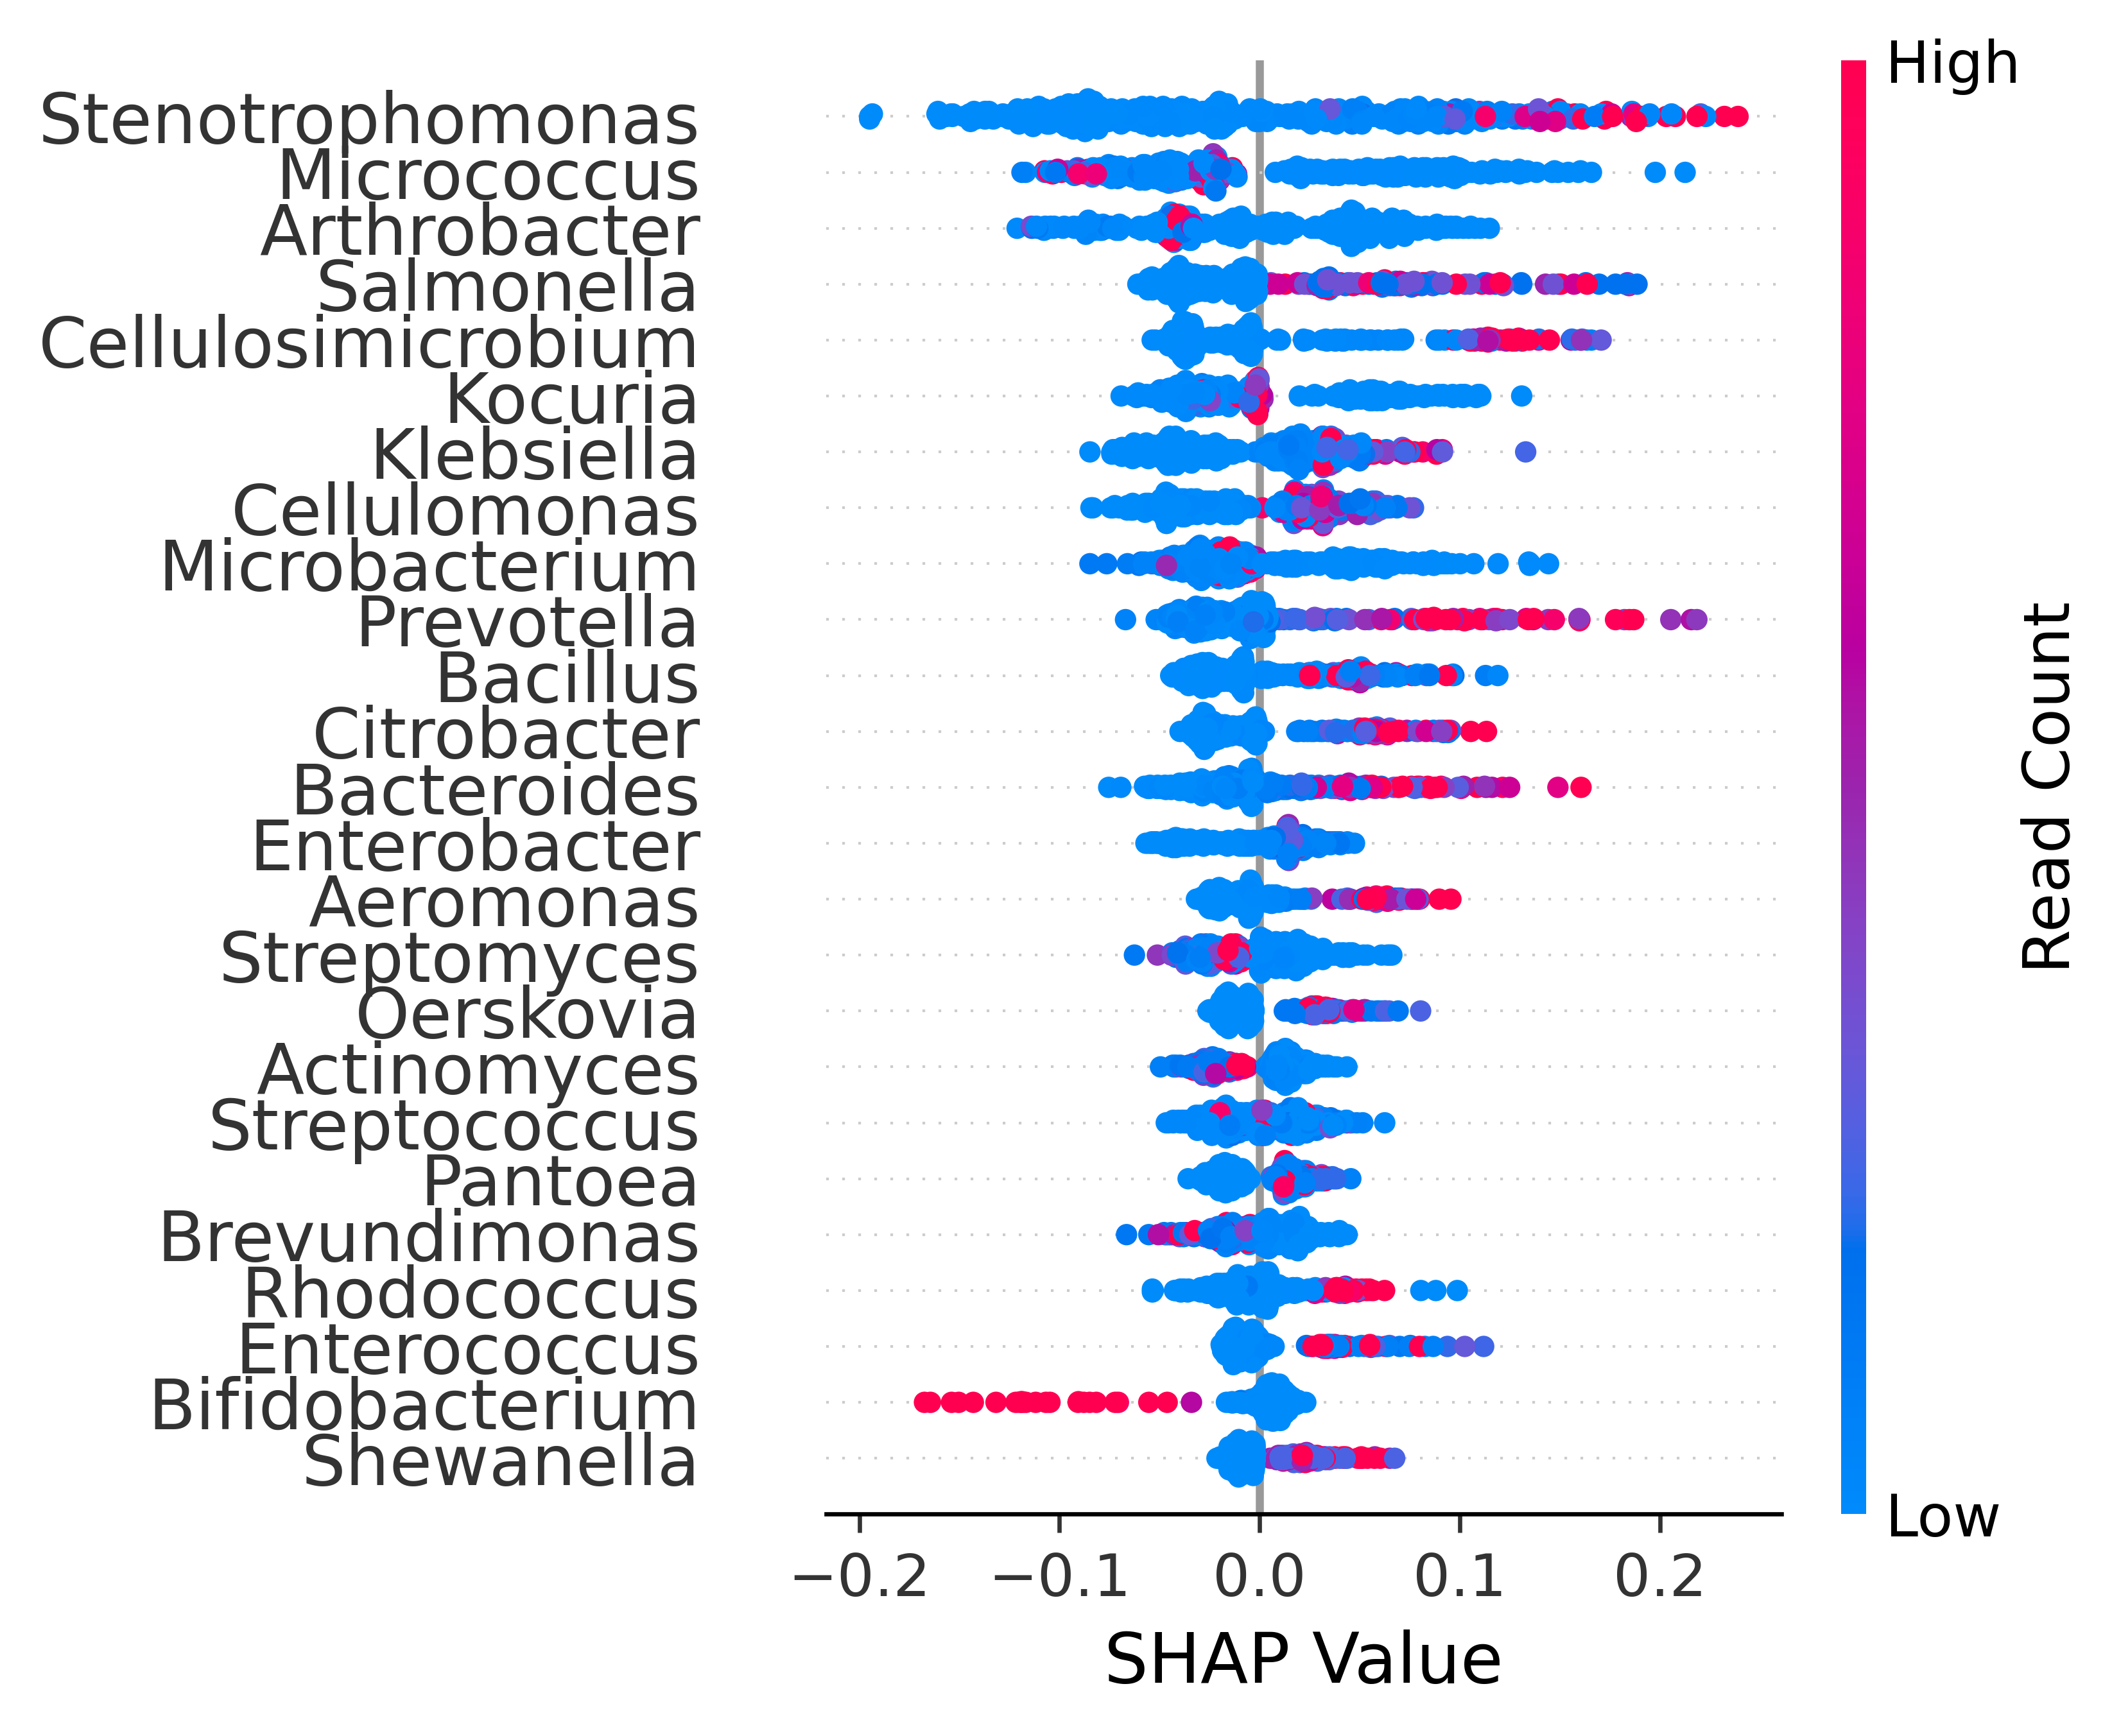 High
Stenotrophomonas
Micrococcus
Arthrobacter
Salmonella
Cellulosimicrobium
Kocuria
Klebsiella
Cellulomonas
Microbacterium
Prevotella
Bacillus
Citrobacter
Bacteroides
Enterobacter
Aeromonas
Streptomyces
Oerskovia
Actinomyces
Streptococcus
Pantoea
Brevundimonas
Rhodococcus
Enterococcus
Bifidobacterium
Shewanella
Read Count
Low
−0.2 −0.1 0.0 0.1 0.2
SHAP Value